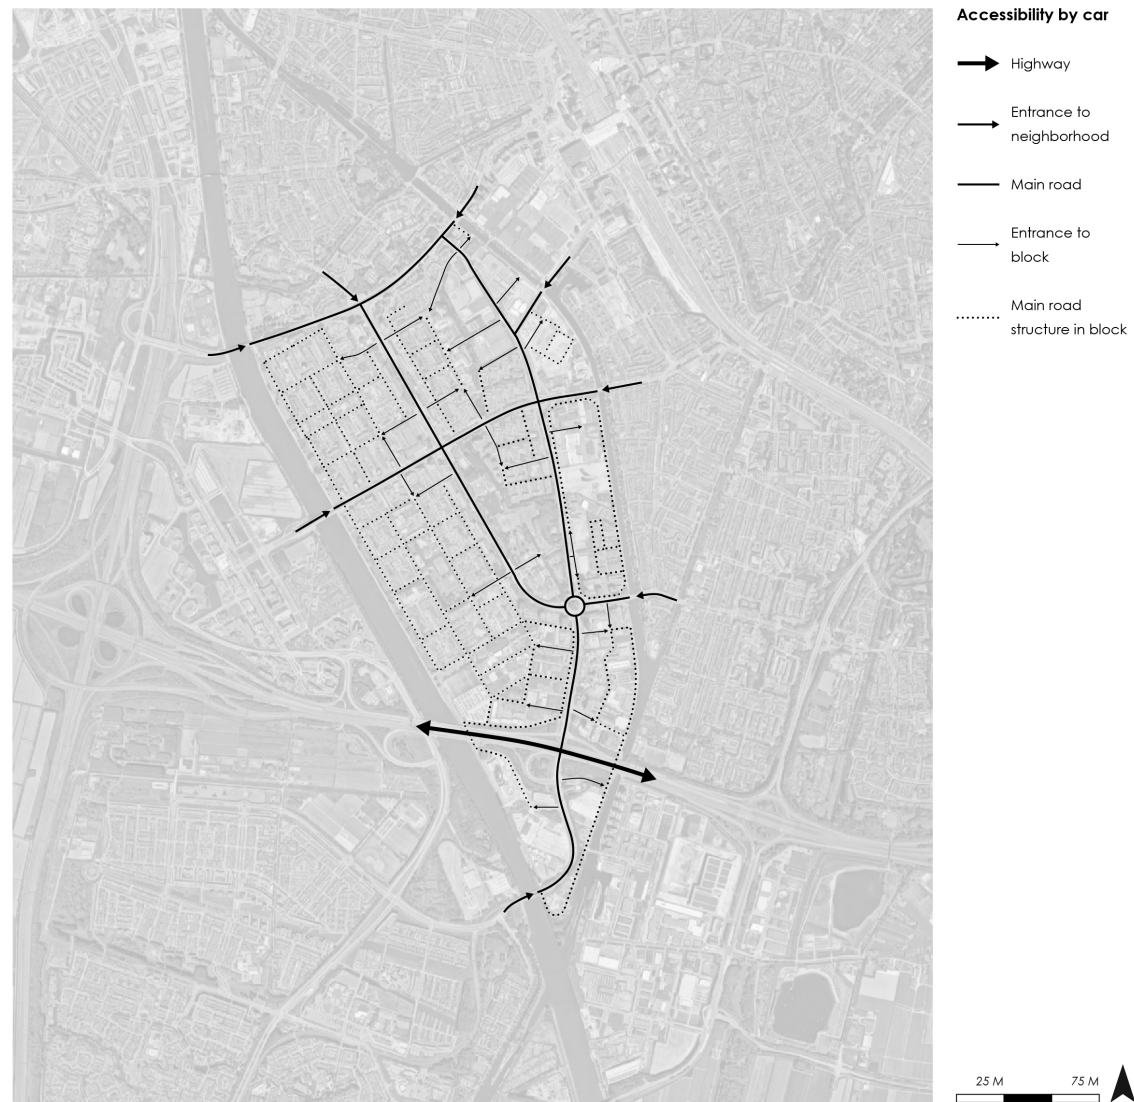 Accessibility by car
Highway
Entrance to
neighborhood
Main road
Entrance to
block
Main road
structure in block
25 M 75 M